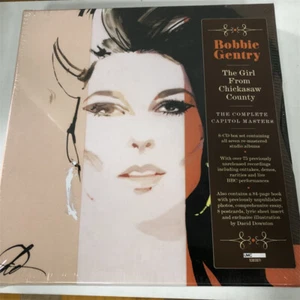 Bobbie
Gentry
The Girl
From
Chickasaw
County
THE COMPLETE
CAPITOL MASTERS
8-CD box set containing
all seven re-mastered
studio albums
With over 75 previously
unreleased recordings
including outtakes, demos,
rarities and live
BBC performances
Also contains a 84-page book
with previously unpublished
photos, comprehensive essay,
8 postcards, lyric sheet insert
and exclusive illustration
by David Downton